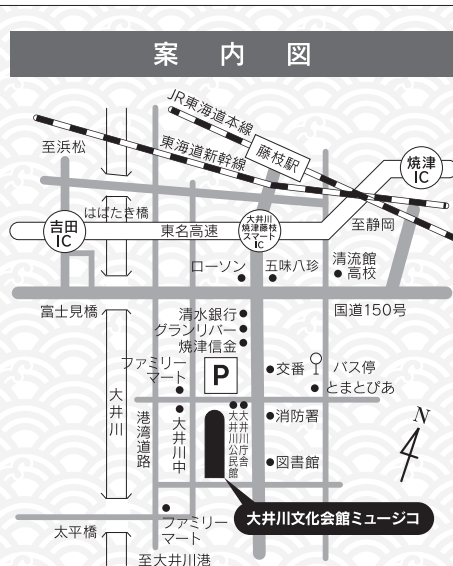 案内図
JR東海道本線
東海道新幹線
藤枝駅
焼津
IC
至浜松
はばたき橋
吉田
IC
東名高速
大井川
焼津藤枝
スマート
IC
至静岡
ローソン
五味八珍
清流館
高校
富士見橋
国道150号
清水銀行
グランリバー
焼津信金
ファミリー
マート
P
交番
バス停
とまとぴあ
大井川
港湾道路
大井川中
大井川公民館
大井川庁舎
消防署
図書館
N
大井川文化会館ミュージコ
ファミリー
マート
太平橋
至大井川港